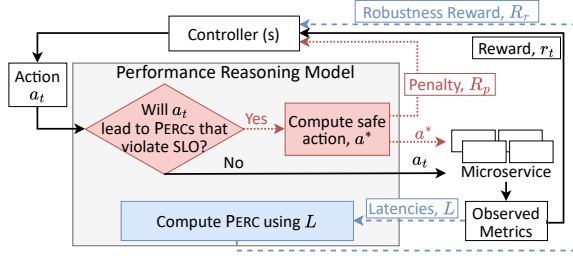 Robustness Reward, R_r
Controller (s)
Reward, r_t
Action
a_t
Performance Reasoning Model
Penalty, R_p
Will a_t
lead to PERCs that
violate SLO?
Yes
Compute safe
action, a*
a*
No
a_t
Microservice
Compute PERC using L
Latencies, L
Observed
Metrics